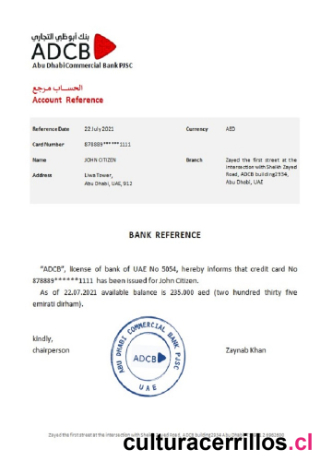 بنك أبوظبي التجاري
ADCB
Abu Dhabi Commercial Bank PJSC
الحساب مرجع
Account Reference
Reference Date 22 July 2021 Currency AED
Card Number 878889******1111
Name JOHN CITIZEN Branch Zayed the first street at the
intersection with Sheikh Zayed
Address Liwa Tower, Road, ADCB building
Abu Dhabi, UAE, 912 Abu Dhabi, UAE
BANK REFERENCE
"ADCB", license of bank of UAE No 5054, hereby informs that credit card No
878889******1111 has been issued for John Citizen.
As of 22.07.2021 available balance is 235.000 aed (two hundred thirty five
emirati dirham).
kindly,
chairperson Zaynab Khan
ABU DHABI COMMERCIAL BANK PJSC
ADCB
UAE
Zayed the first street at the intersection with Sheikh Zayed Road, ADCB building
culturacerrillos.cl